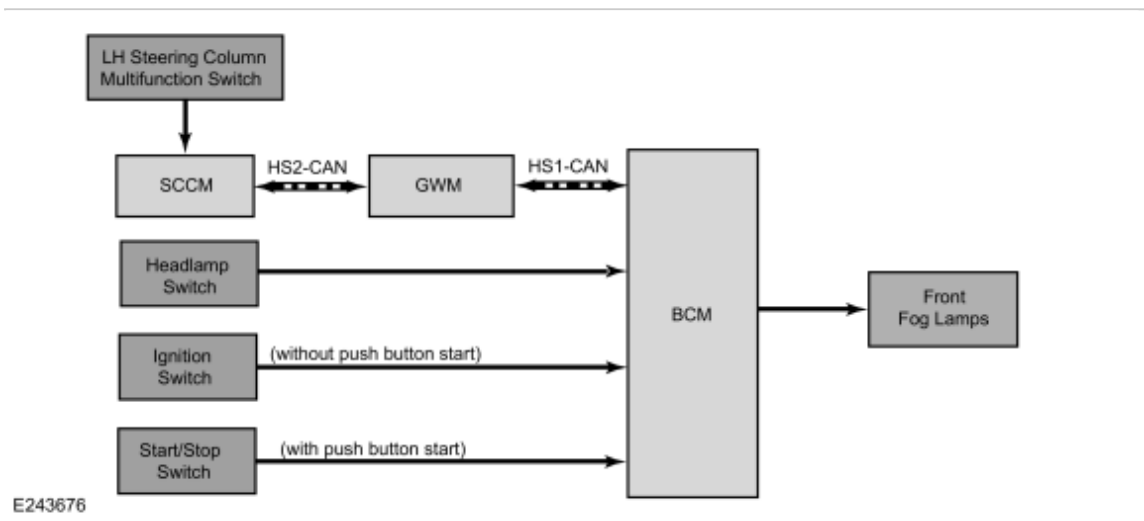 LH Steering Column
Multifunction Switch
SCCM
HS2-CAN
GWM
HS1-CAN
BCM
Headlamp
Switch
Front
Fog Lamps
Ignition
Switch
(without push button start)
Start/Stop
Switch
(with push button start)
E243676